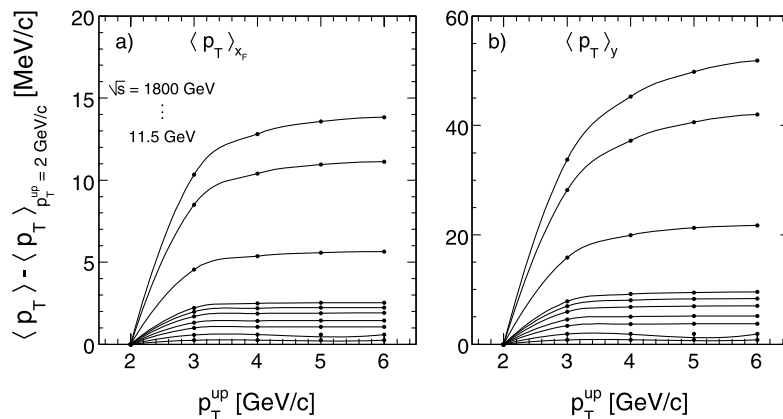 ⟨ p_T ⟩ - ⟨ p_T ⟩_{p_T^{up} = 2 GeV/c} [MeV/c]
a)
⟨ p_T ⟩_{x_F}
√s = 1800 GeV
⋮
11.5 GeV
20
15
10
5
0
2 3 4 5 6
p_T^{up} [GeV/c]
b)
⟨ p_T ⟩_y
60
40
20
0
2 3 4 5 6
p_T^{up} [GeV/c]